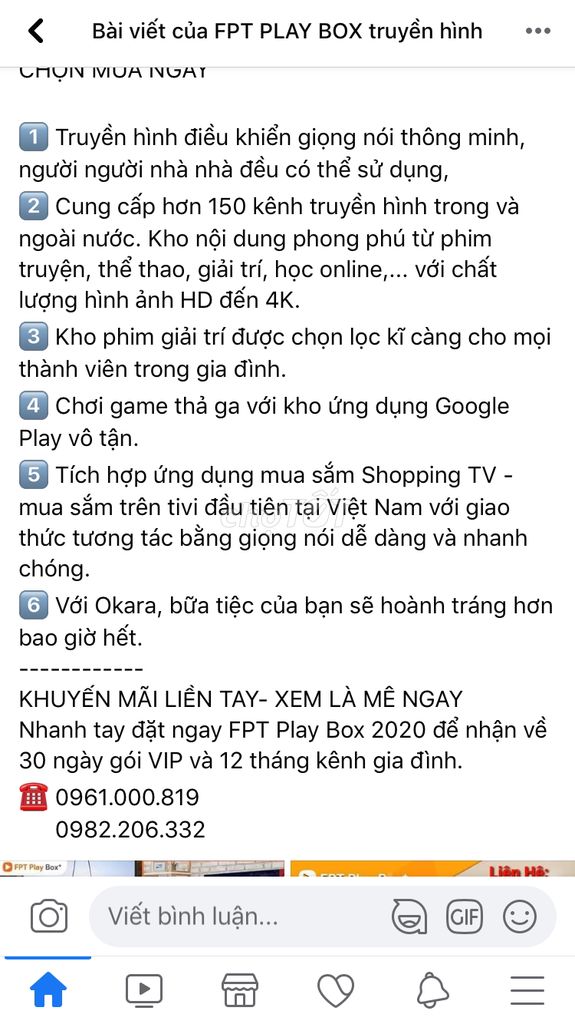 Bài viết của FPT PLAY BOX truyền hình
CHỌN MUA NGAY
1 Truyền hình điều khiển giọng nói thông minh,
người người nhà nhà đều có thể sử dụng,
2 Cung cấp hơn 150 kênh truyền hình trong và
ngoài nước. Kho nội dung phong phú từ phim
truyện, thể thao, giải trí, học online,... với chất
lượng hình ảnh HD đến 4K.
3 Kho phim giải trí được chọn lọc kĩ càng cho mọi
thành viên trong gia đình.
4 Chơi game thả ga với kho ứng dụng Google
Play vô tận.
5 Tích hợp ứng dụng mua sắm Shopping TV -
mua sắm trên tivi đầu tiên tại Việt Nam với giao
thức tương tác bằng giọng nói dễ dàng và nhanh
chóng.
CHỢ TỐT
6 Với Okara, bữa tiệc của bạn sẽ hoành tráng hơn
bao giờ hết.
------------
KHUYẾN MÃI LIỀN TAY- XEM LÀ MÊ NGAY
Nhanh tay đặt ngay FPT Play Box 2020 để nhận về
30 ngày gói VIP và 12 tháng kênh gia đình.
0961.000.819
0982.206.332
FPT Play Box+
FPT Play Box+
Liên Hệ:
Viết bình luận...
GIF